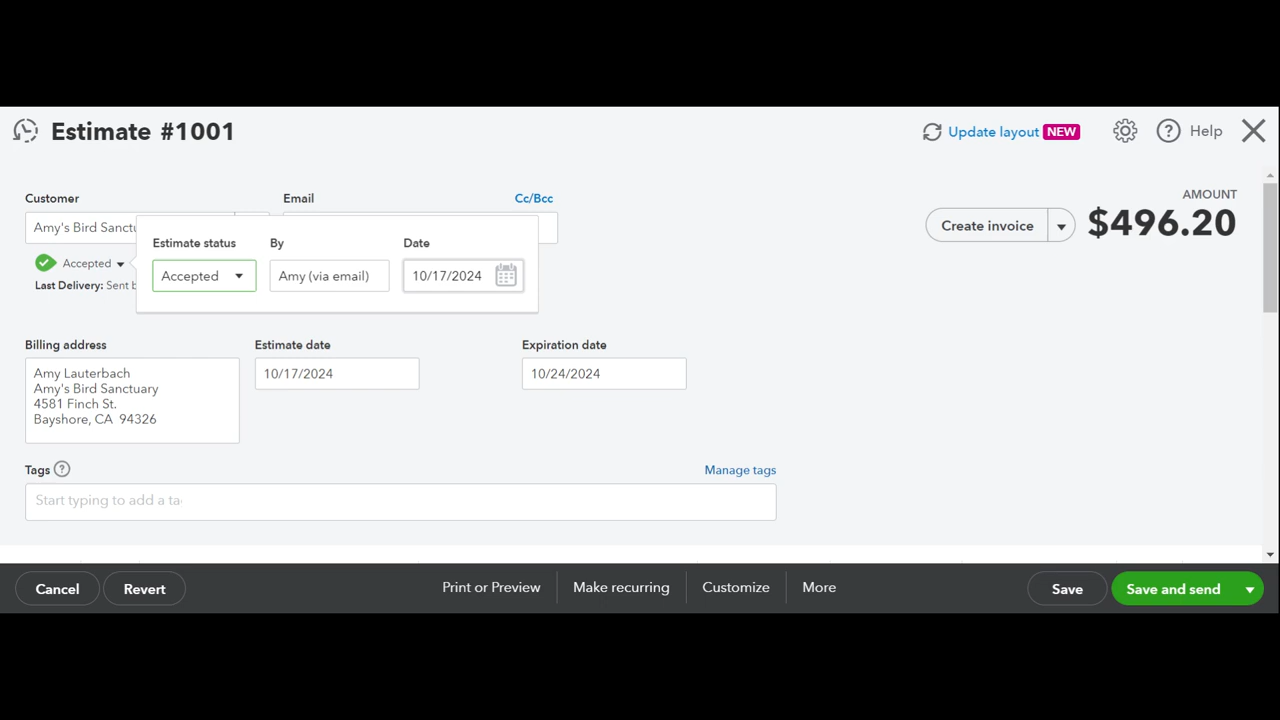 Estimate #1001
Update layout NEW
Help
Customer
Email
Cc/Bcc
AMOUNT
Amy's Bird
Create invoice
$496.20
Estimate status
By
Date
Accepted
Accepted
Amy (via email)
10/17/2024
Last Delivery: Sent
Billing address
Estimate date
Expiration date
Amy Lauterbach
Amy's Bird Sanctuary
4581 Finch St.
Bayshore, CA 94326
10/17/2024
10/24/2024
Tags ?
Manage tags
Start typing to add a
Cancel
Revert
Print or Preview
Make recurring
Customize
More
Save
Save and send